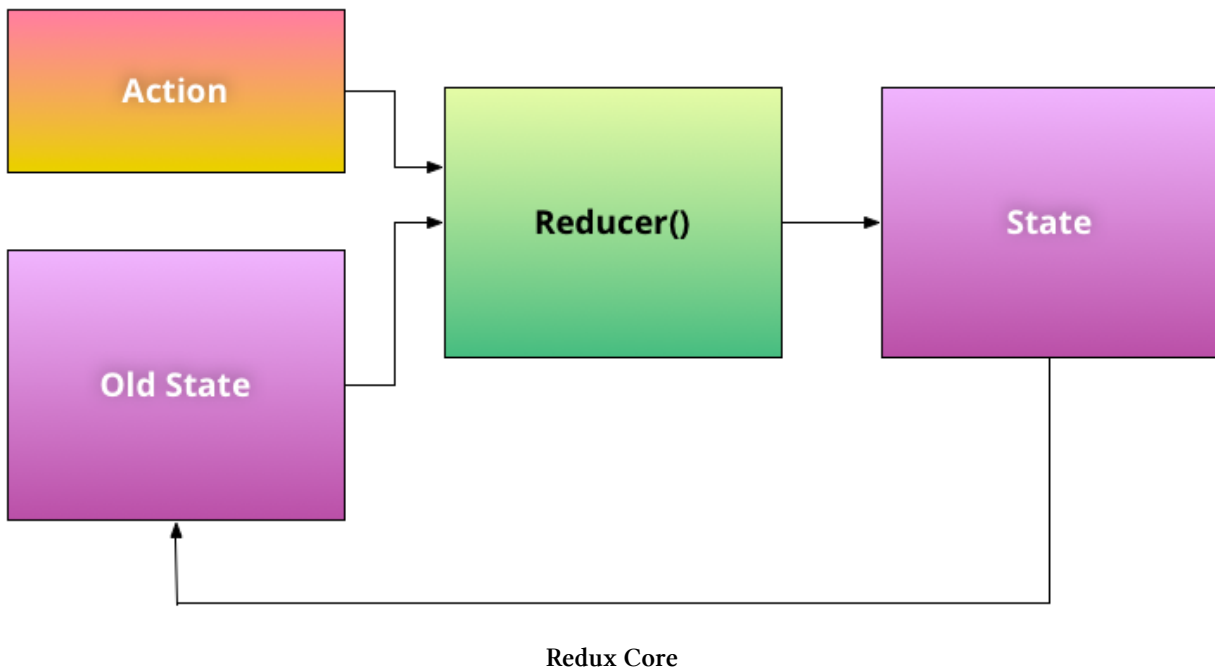 Action
Old State
Reducer()
State
Redux Core